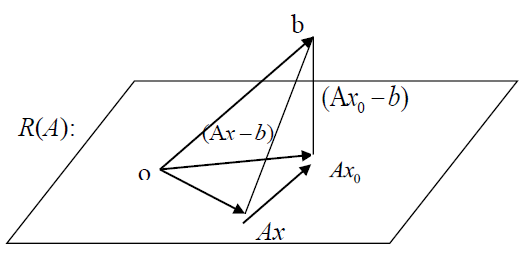 b
(Ax₀ – b)
R(A):
(Ax – b)
o
Ax₀
Ax